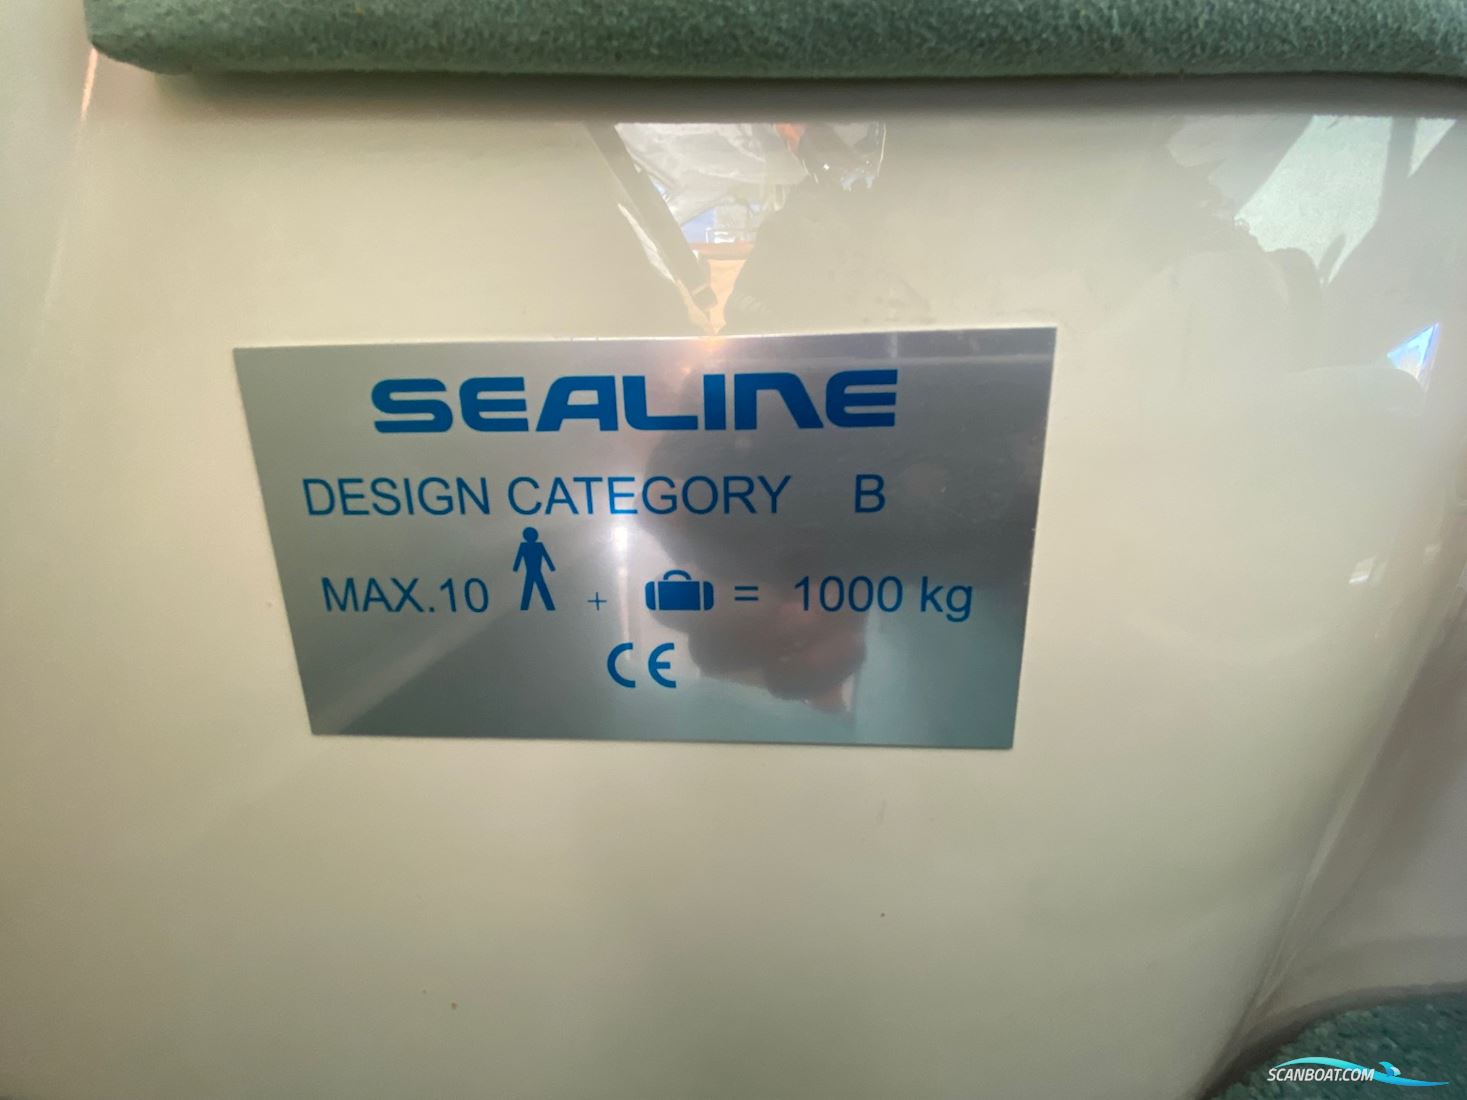 SEALINE
DESIGN CATEGORY B
MAX.10 + = 1000 kg
CE
SCANBOAT.COM